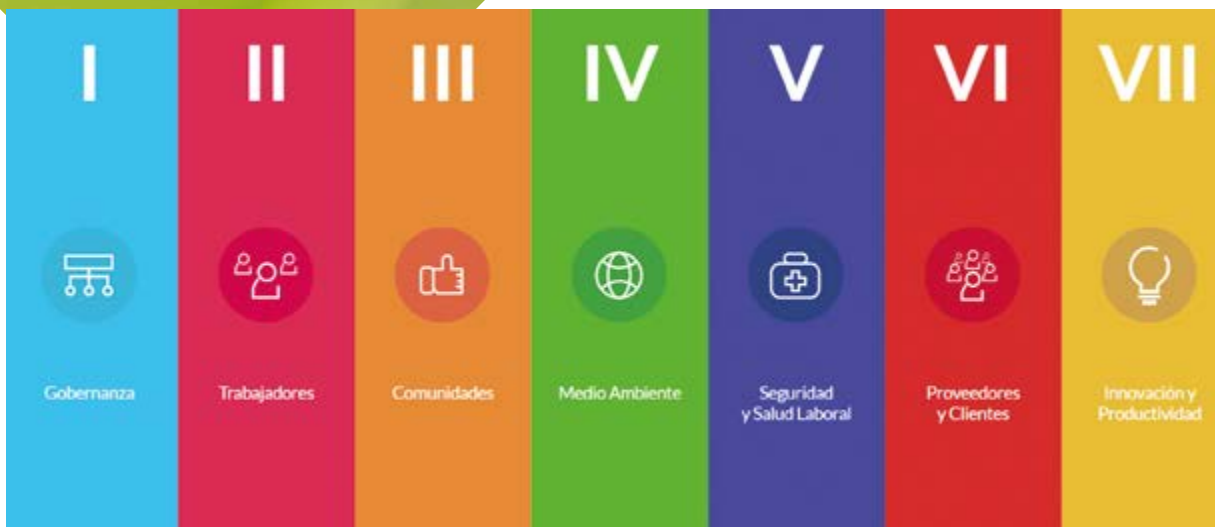 I
II
III
IV
V
VI
VII
Gobernanza
Trabajadores
Comunidades
Medio Ambiente
Seguridad
y Salud Laboral
Proveedores
y Clientes
Innovación y
Productividad